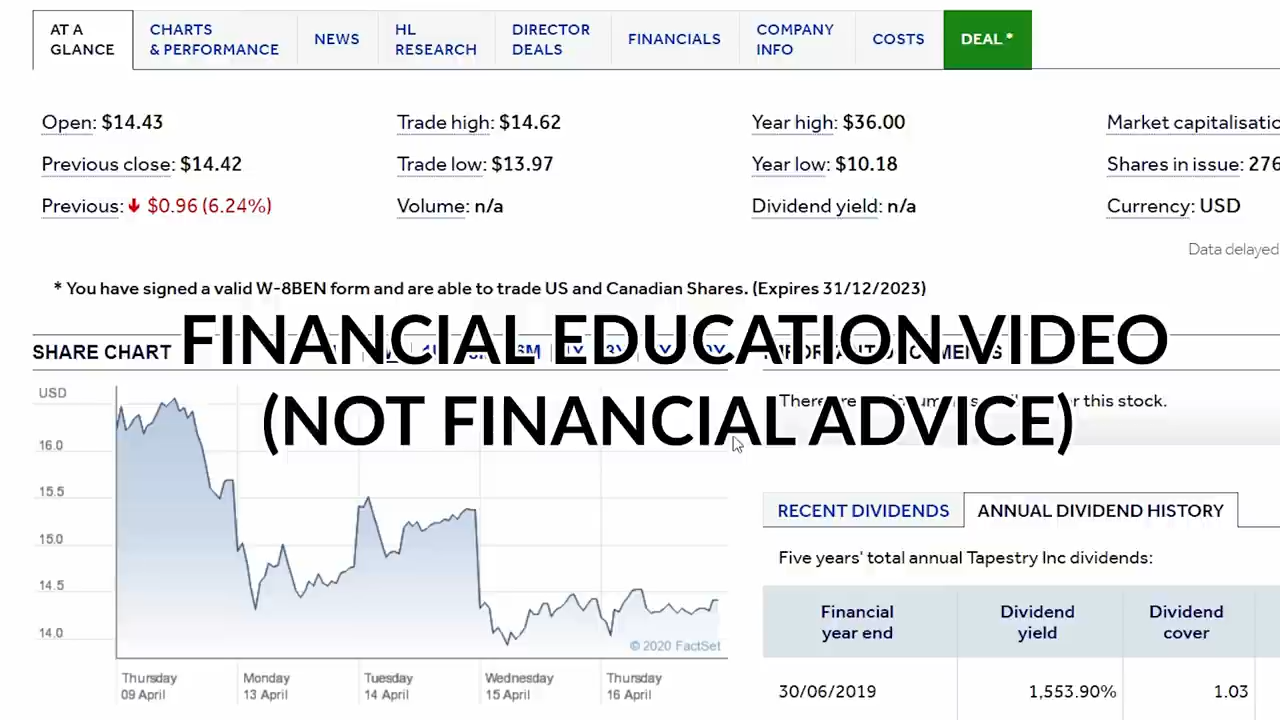 AT A
GLANCE
CHARTS
& PERFORMANCE
NEWS
HL
RESEARCH
DIRECTOR
DEALS
FINANCIALS
COMPANY
INFO
COSTS
DEAL *
Open: $14.43
Trade high: $14.62
Year high: $36.00
Market
Previous close: $14.42
Trade low: $13.97
Year low: $10.18
Shares in issue: 276
Previous: $0.96 (6.24%)
Volume: n/a
Dividend yield: n/a
Currency: USD
Data delayed
* You have signed a valid W-8BEN form and are able to trade US and Canadian Shares. (Expires 31/12/2023)
FINANCIAL EDUCATION VIDEO
(NOT FINANCIAL ADVICE)
SHARE CHART
this stock.
USD
16.0
15.5
15.0
14.5
14.0
© 2020 FactSet
Thursday
09 April
Monday
13 April
Tuesday
14 April
Wednesday
15 April
Thursday
16 April
RECENT DIVIDENDS
ANNUAL DIVIDEND HISTORY
Five years' total annual Tapestry Inc dividends:
Financial
year end
Dividend
yield
Dividend
cover
30/06/2019
1,553.90%
1.03